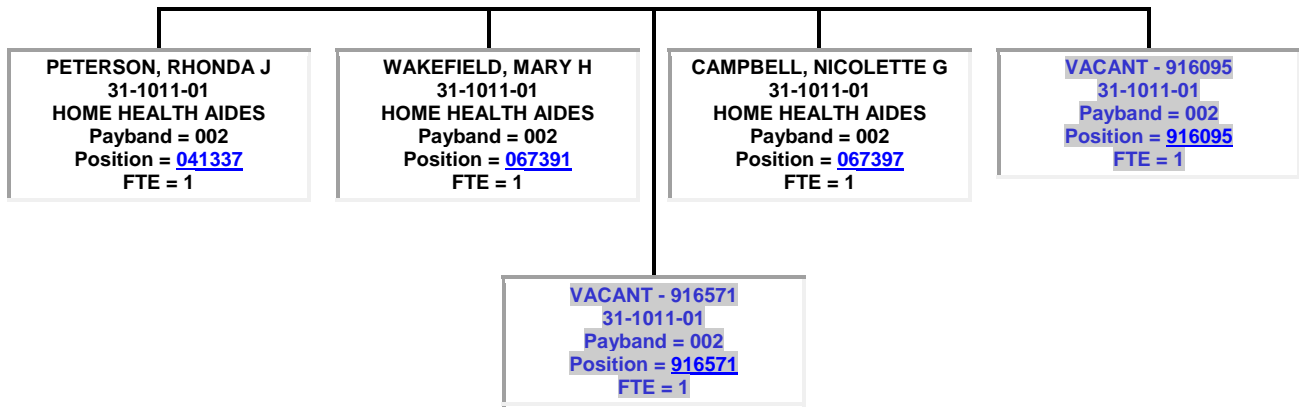 PETERSON, RHONDA J
31-1011-01
HOME HEALTH AIDES
Payband = 002
Position = 041337
FTE = 1
WAKEFIELD, MARY H
31-1011-01
HOME HEALTH AIDES
Payband = 002
Position = 067391
FTE = 1
CAMPBELL, NICOLETTE G
31-1011-01
HOME HEALTH AIDES
Payband = 002
Position = 067397
FTE = 1
VACANT - 916095
31-1011-01
Payband = 002
Position = 916095
FTE = 1
VACANT - 916571
31-1011-01
Payband = 002
Position = 916571
FTE = 1